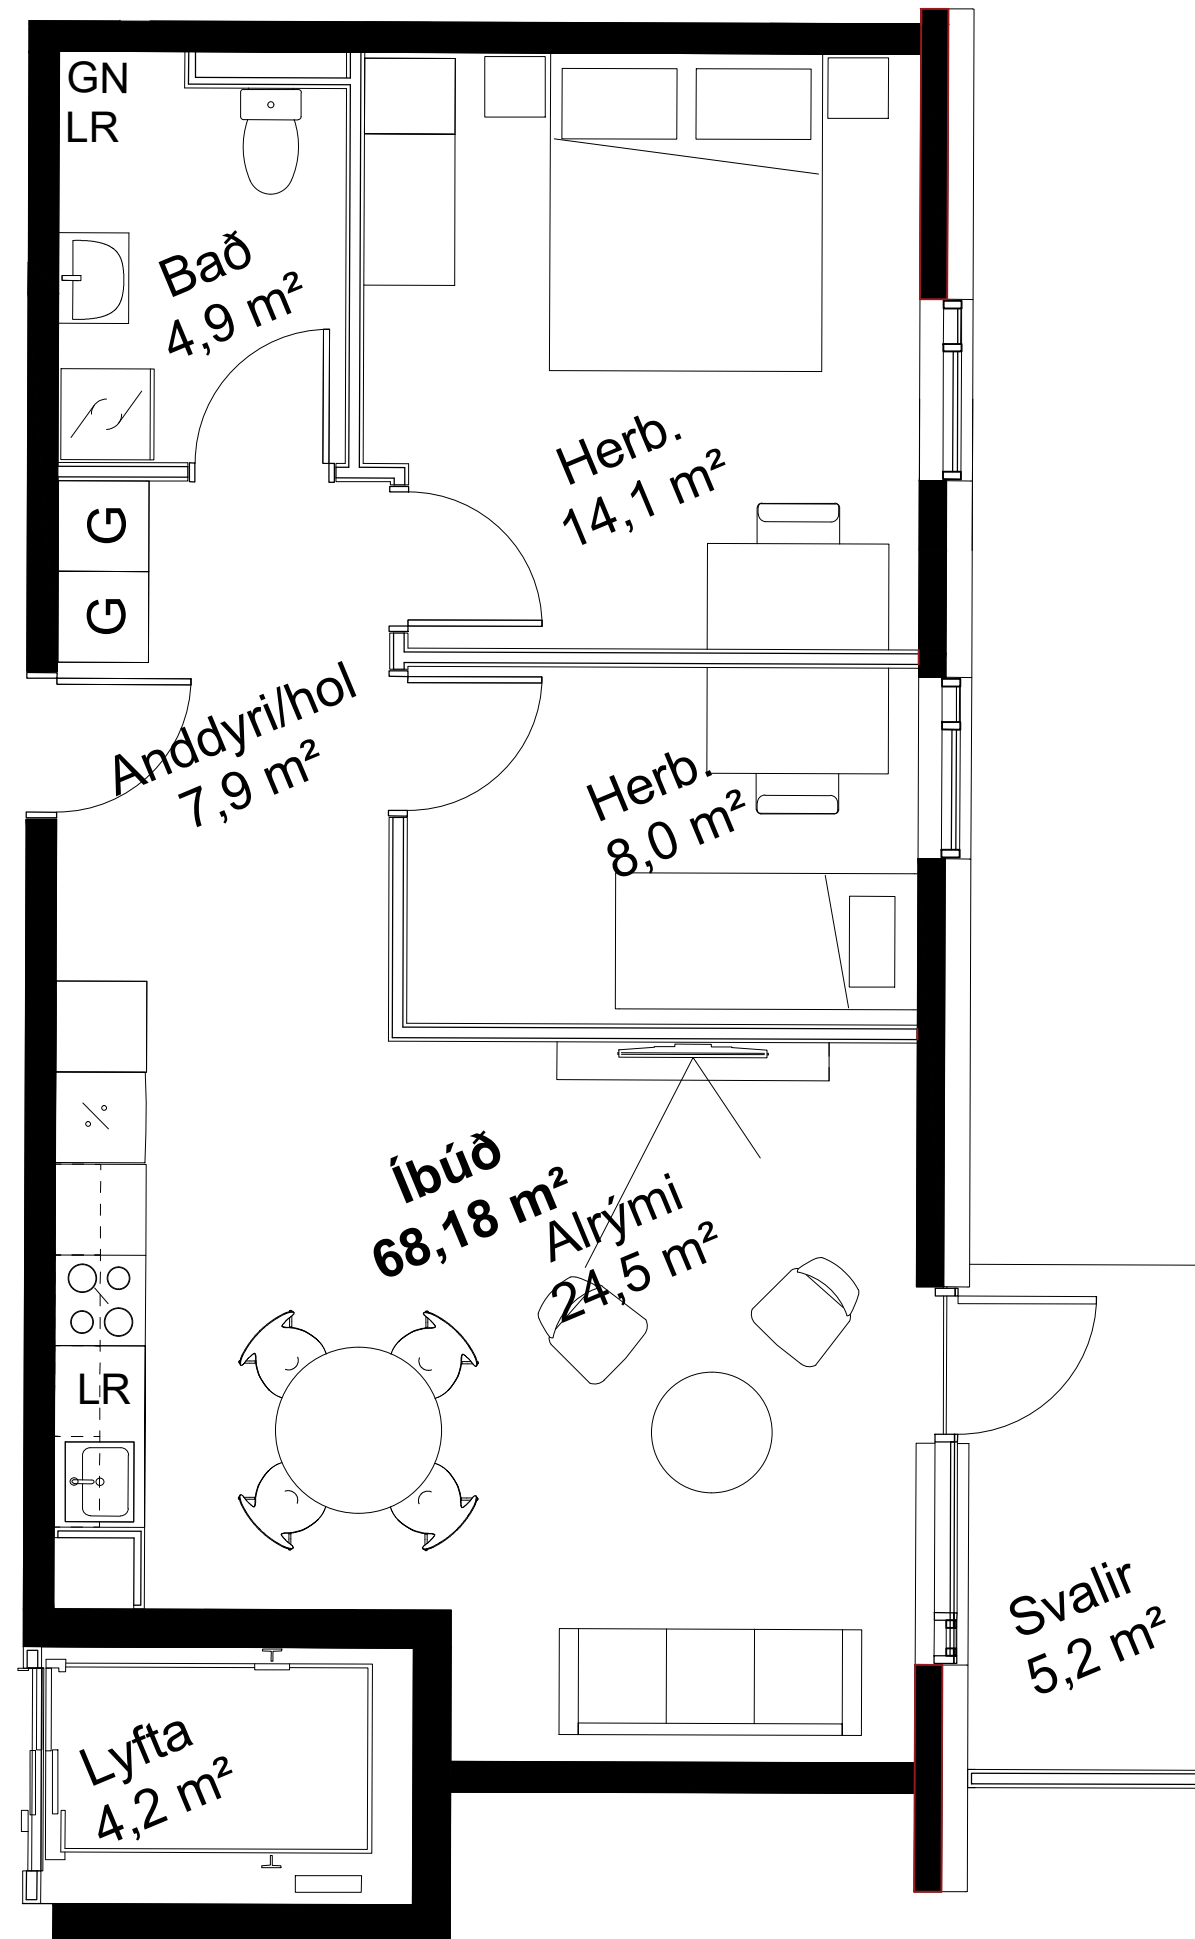 GN
LR
Bað
4,9 m²
Herb.
14,1 m²
G
G
Anddyri/hol
7,9 m²
Herb.
8,0 m²
Íbúð
68,18 m²
Alrými
24,5 m²
LR
Svalir
5,2 m²
Lyfta
4,2 m²